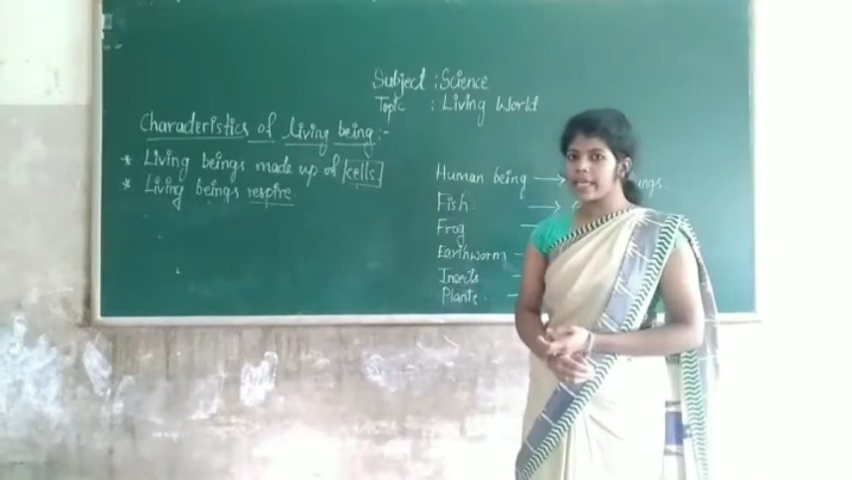 Subject : Science
Topic : Living World
Characteristics of living being :-
* Living beings made up of cells.
* Living beings respire.
Human being →
Fish →
Frog
Earthworm
Insects
Plants